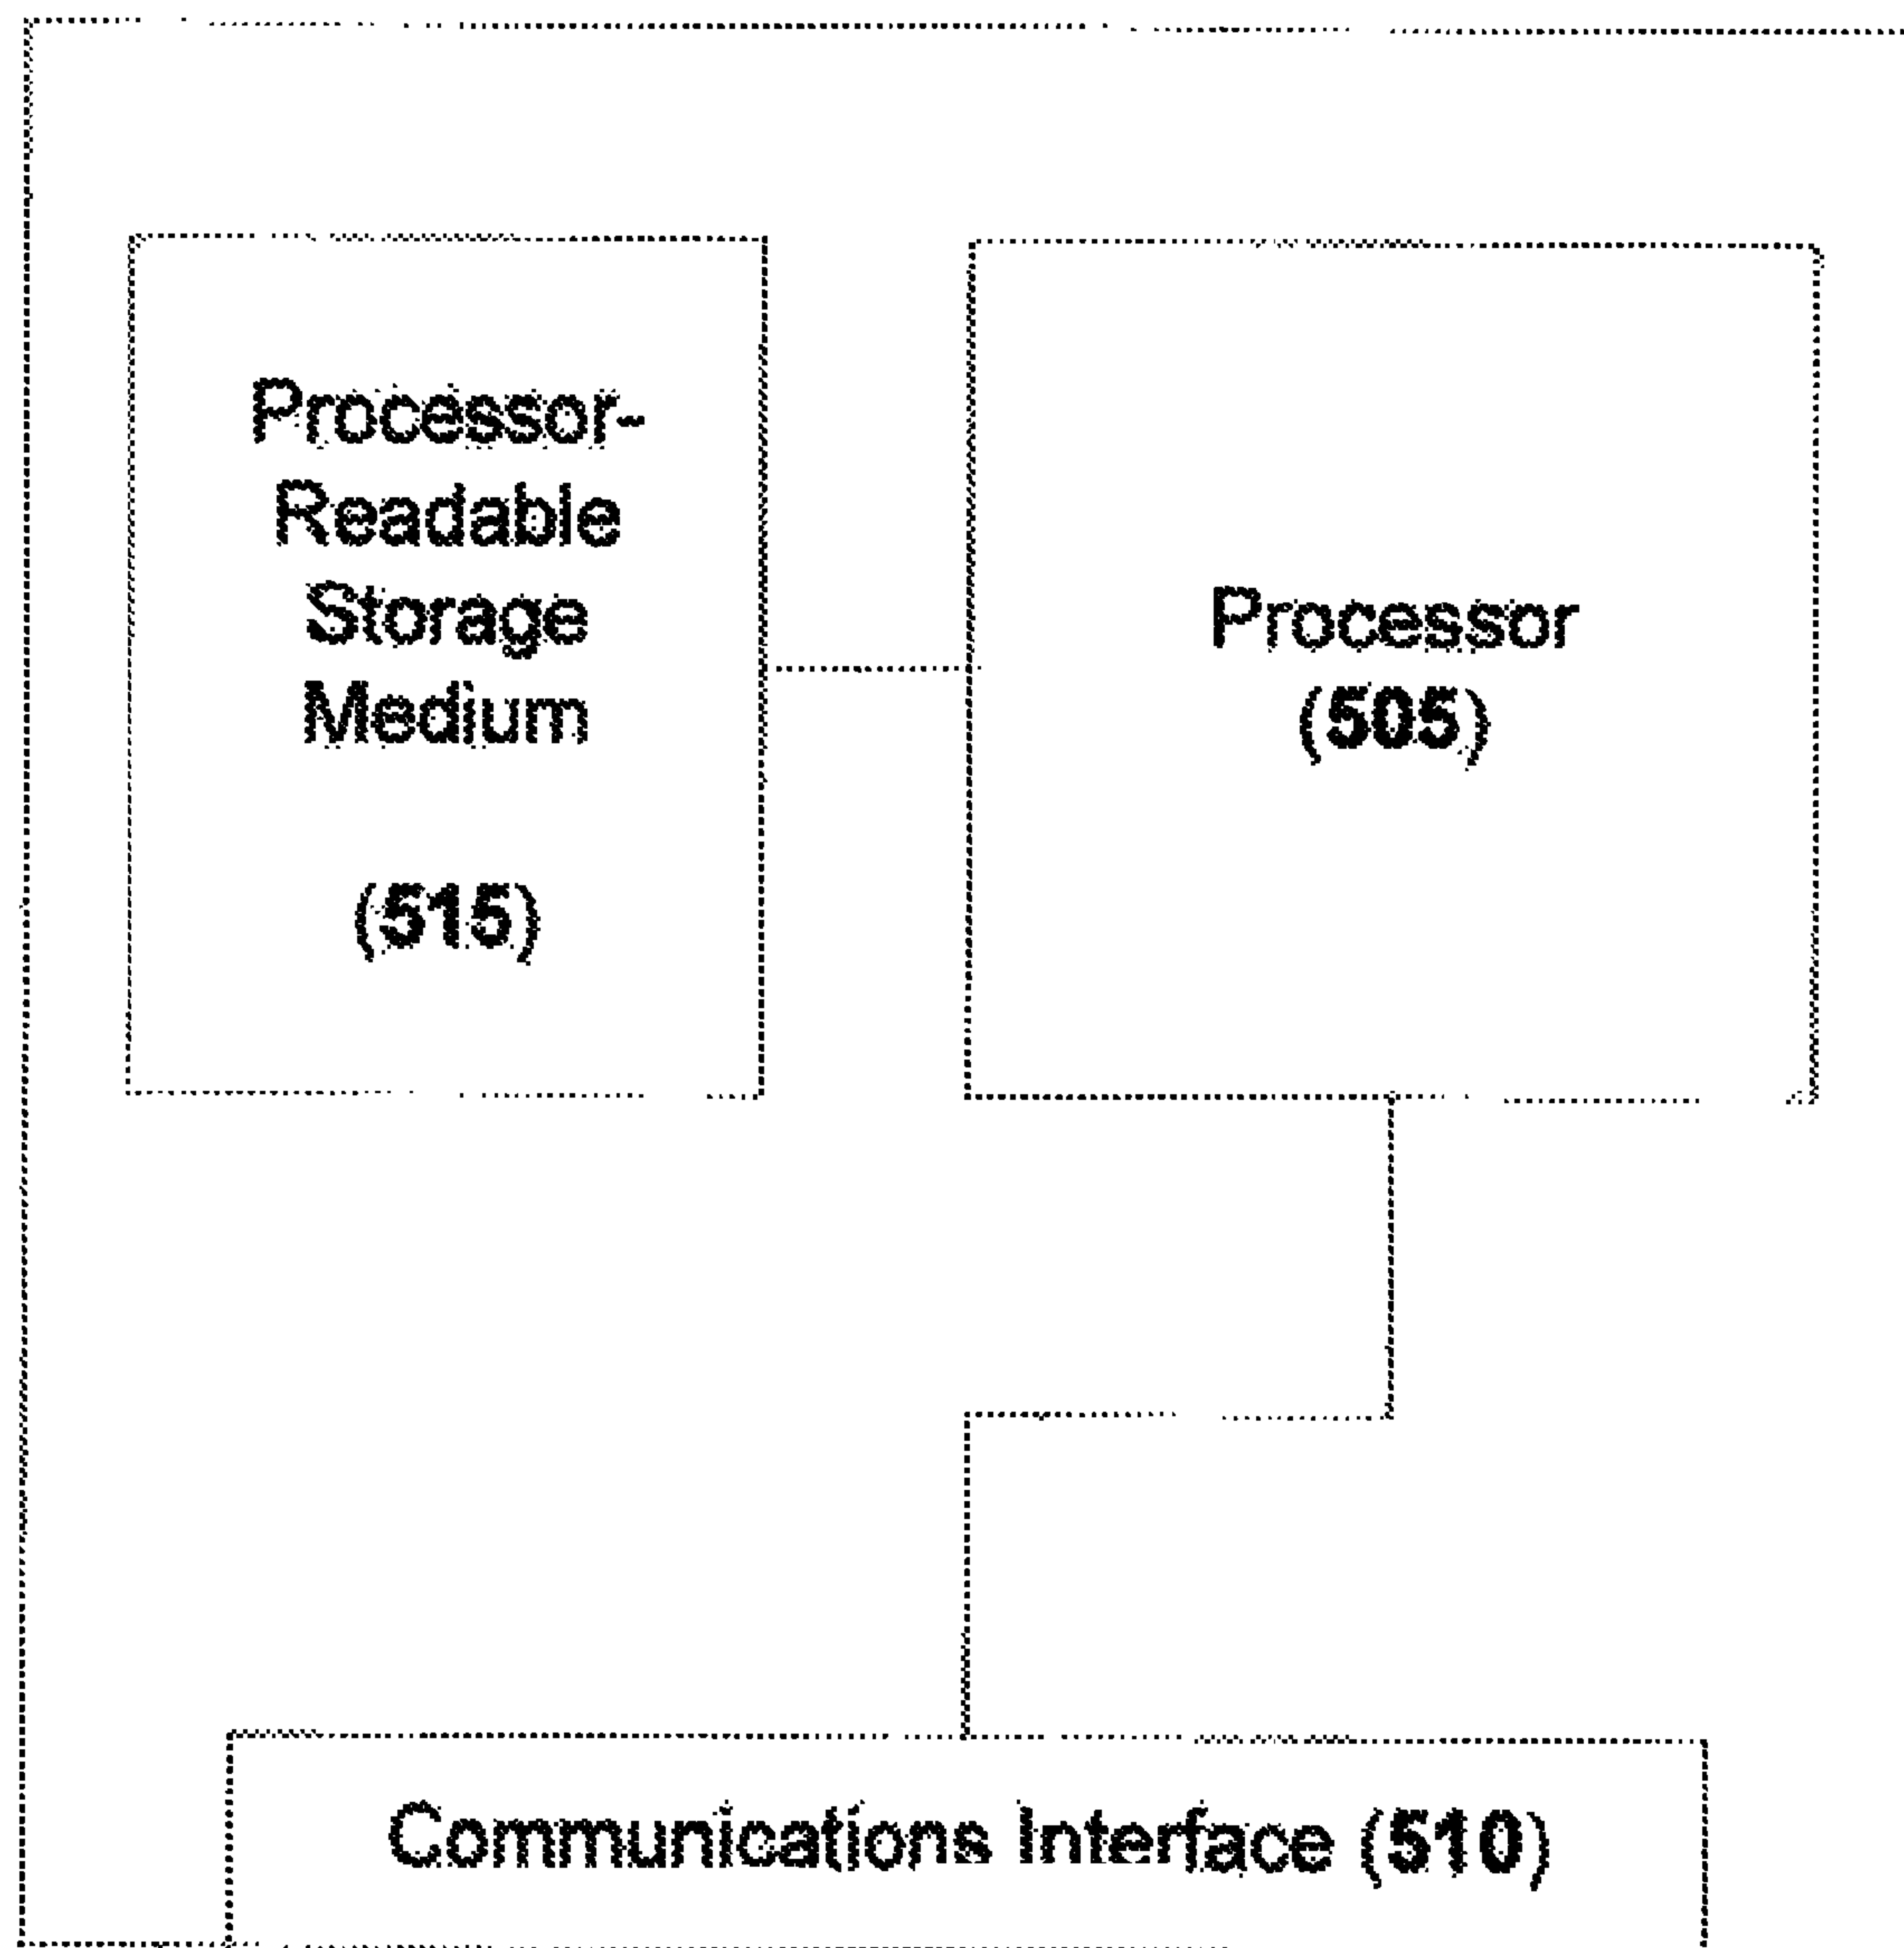 Processor-
Readable
Storage
Medium
(515)
Processor
(505)
Communications Interface (510)